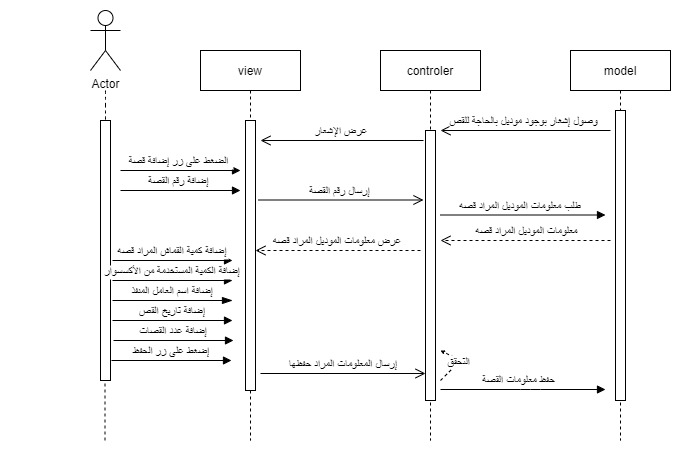 Actor
view
controler
model
وصول إشعار بوجود موديل بالحاجة للقص
عرض الإشعار
الضغط على زر إضافة قصة
إضافة رقم القصة
إرسال رقم القصة
طلب معلومات الموديل المراد قصه
معلومات الموديل المراد قصه
عرض معلومات الموديل المراد قصه
إضافة كمية القماش المراد قصه
إضافة الكمية المستخدمة من الأكسسوار
إضافة اسم العامل المنفذ
إضافة تاريخ القص
إضافة عدد القصات
إضغط على زر الحفظ
إرسال المعلومات المراد حفظها
التحقق
حفظ معلومات القصة